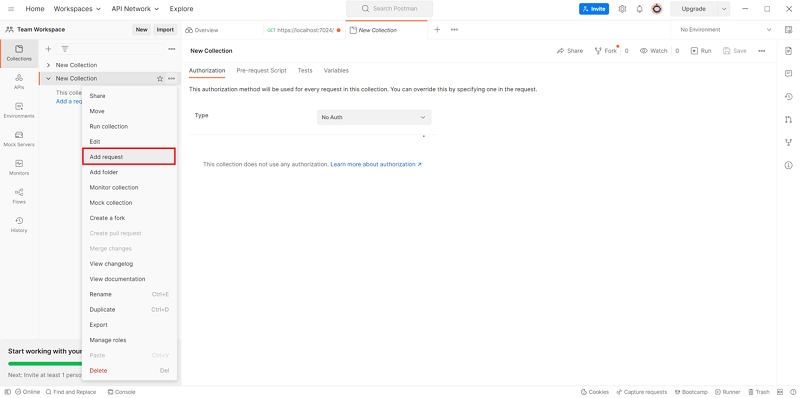 Home Workspaces API Network Explore Search Postman Invite Upgrade
Team Workspace New Import Overview GET https://localhost:7024/ New Collection No Environment
Collections
APIs
Environments
Mock Servers
Monitors
Flows
History
New Collection
New Collection
This colle
Add a req
Share
Move
Run collection
Edit
Add request
Add folder
Monitor collection
Mock collection
Create a fork
Create pull request
Merge changes
View changelog
View documentation
Rename Ctrl+E
Duplicate Ctrl+D
Export
Manage roles
Paste Ctrl+V
Delete Del
Start working with your
Next: Invite at least 1 perso
New Collection Share Fork 0 Watch 0 Run Save
Authorization Pre-request Script Tests Variables
This authorization method will be used for every request in this collection. You can override this by specifying one in the request.
Type No Auth
This collection does not use any authorization. Learn more about authorization ↗
Online Find and Replace Console Cookies Capture requests Bootcamp Runner Trash